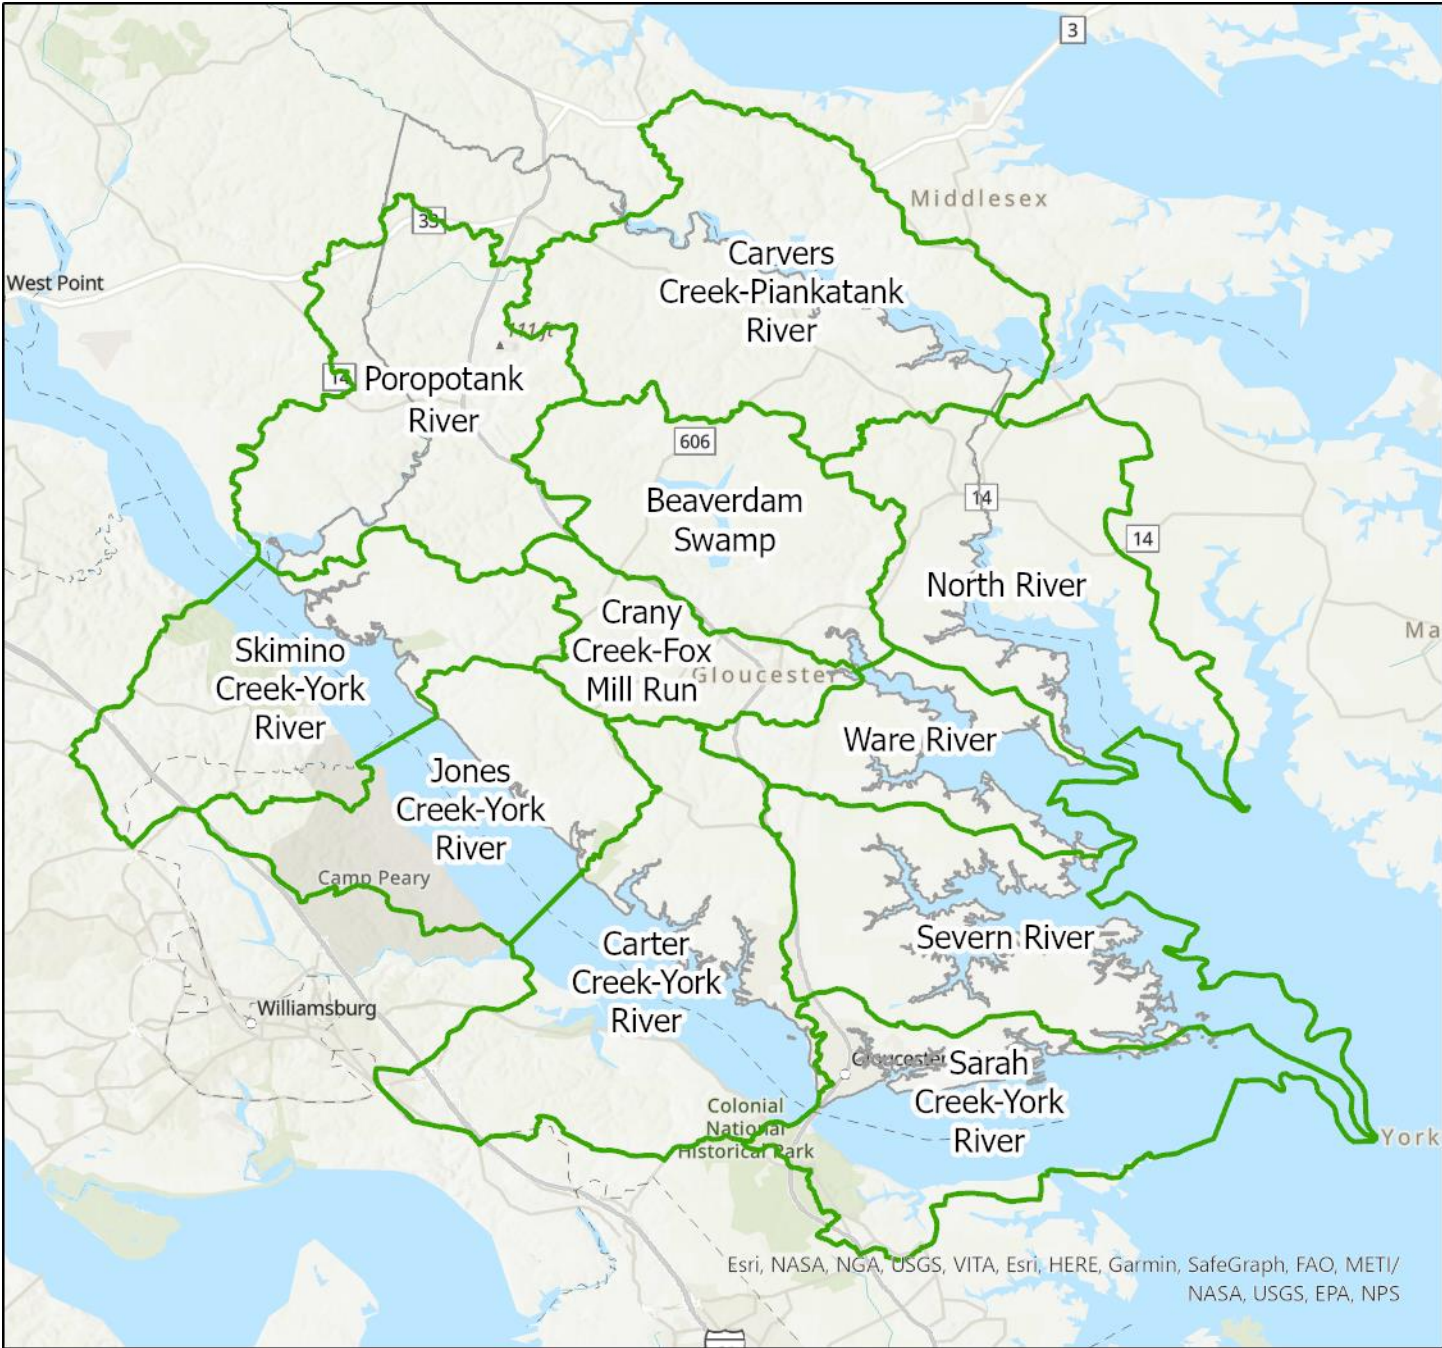 3
Middlesex
33
Carvers
Creek-Piankatank
River
West Point
111 ft
14
Poropotank
River
606
14
Beaverdam
Swamp
14
North River
Crany
Creek-Fox
Mill Run
Gloucester
Ma
Skimino
Creek-York
River
Ware River
Jones
Creek-York
River
Camp Peary
Severn River
Carter
Creek-York
River
Williamsburg
Gloucester
Sarah
Creek-York
River
Colonial
National
Historical Park
York
Esri, NASA, NGA, USGS, VITA, Esri, HERE, Garmin, SafeGraph, FAO, METI/
NASA, USGS, EPA, NPS